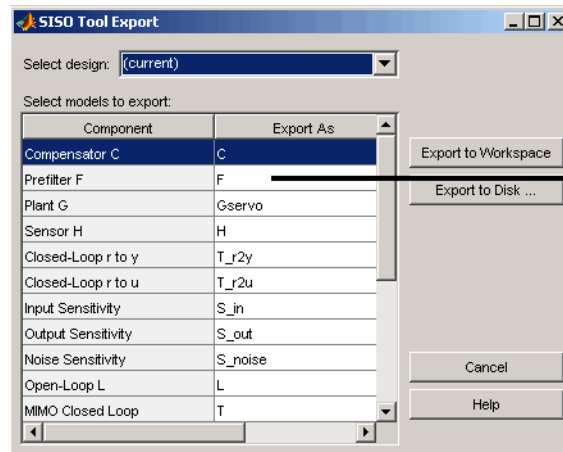 SISO Tool Export
Select design: (current)
Select models to export:
Component Export As
Compensator C C
Prefilter F F
Plant G Gservo
Sensor H H
Closed-Loop r to y T_r2y
Closed-Loop r to u T_r2u
Input Sensitivity S_in
Output Sensitivity S_out
Noise Sensitivity S_noise
Open-Loop L L
MIMO Closed Loop T
Export to Workspace
Export to Disk ...
Cancel
Help